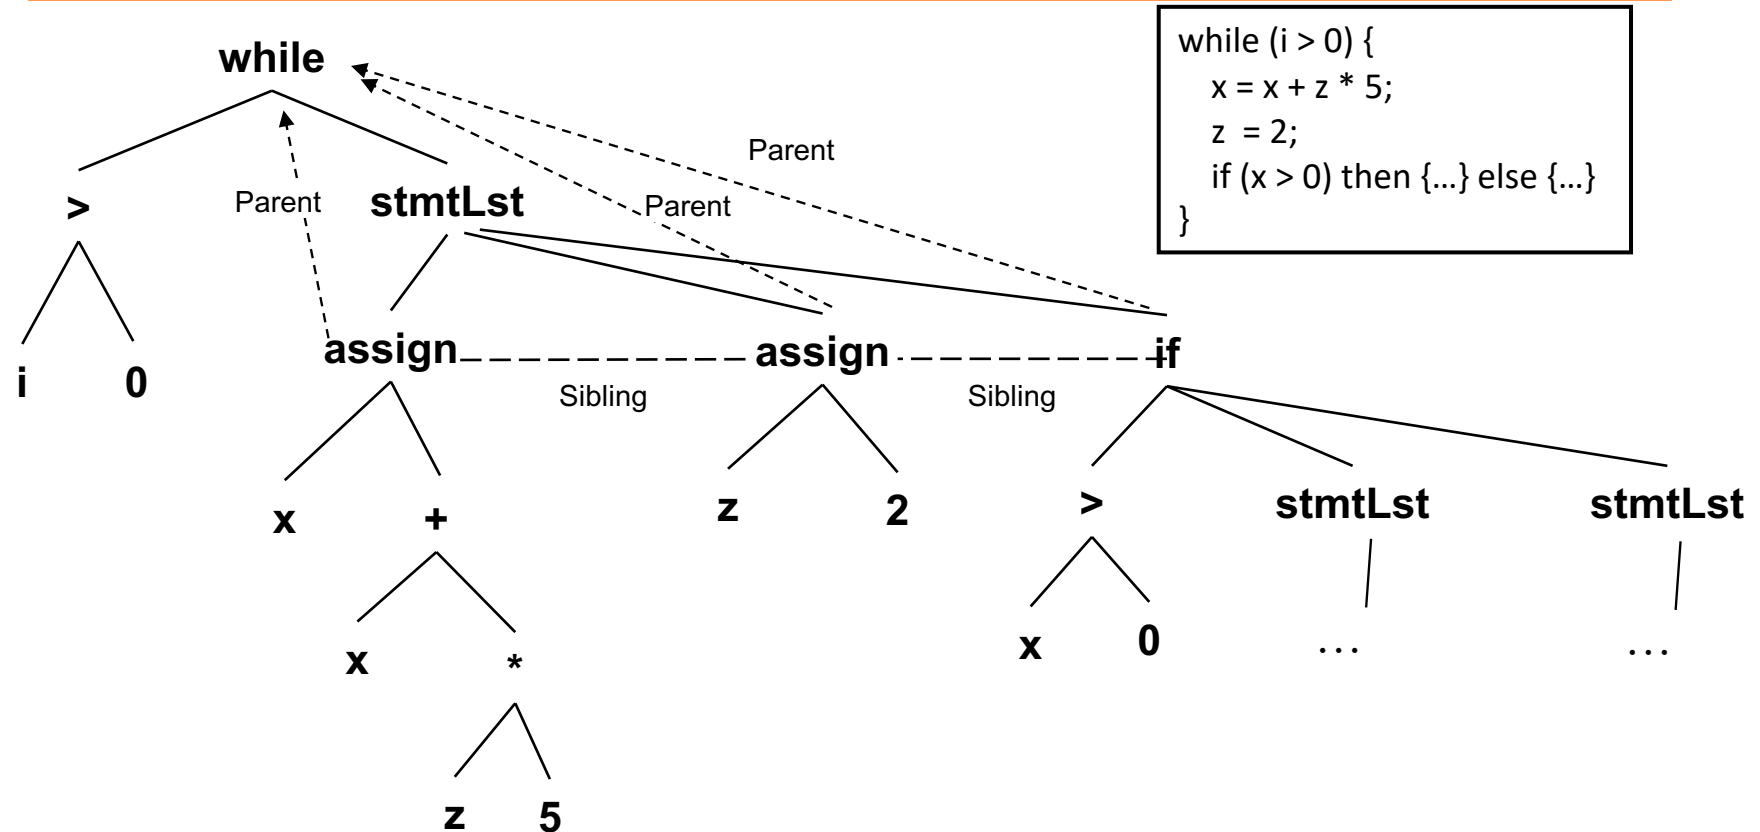 while (i > 0) {
x = x + z * 5;
z = 2;
if (x > 0) then {…} else {…}
}
while
Parent
> Parent stmtLst Parent
i 0
assign assign if
Sibling Sibling
x + z 2 > stmtLst stmtLst
x * x 0 … …
z 5